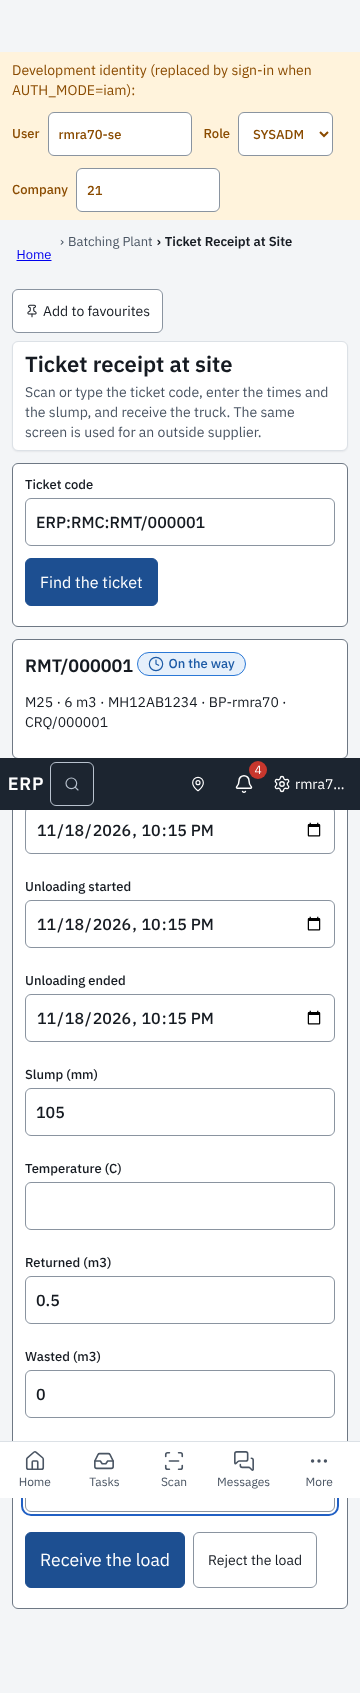 Development identity (replaced by sign-in when
AUTH_MODE=iam):
User rmra70-se Role SYSADM
Company 21
Home › Batching Plant › Ticket Receipt at Site
Add to favourites
Ticket receipt at site
Scan or type the ticket code, enter the times and
the slump, and receive the truck. The same
screen is used for an outside supplier.
Ticket code
ERP:RMC:RMT/000001
Find the ticket
RMT/000001 On the way
M25 · 6 m3 · MH12AB1234 · BP-rmra70 ·
CRQ/000001
ERP 4 rmra7...
11/18/2026, 10:15 PM
Unloading started
11/18/2026, 10:15 PM
Unloading ended
11/18/2026, 10:15 PM
Slump (mm)
105
Temperature (C)
Returned (m3)
0.5
Wasted (m3)
0
Home Tasks Scan Messages More
Receive the load Reject the load